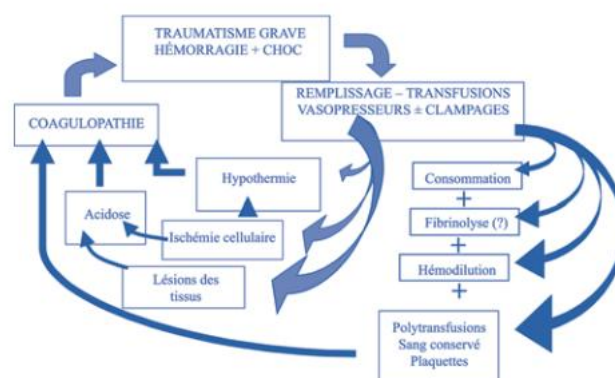 TRAUMATISME GRAVE
HÉMORRAGIE + CHOC
REMPLISSAGE – TRANSFUSIONS
VASOPRESSEURS ± CLAMPAGES
COAGULOPATHIE
Hypothermie
Consommation
+
Acidose
Fibrinolyse (?)
Ischémie cellulaire
+
Lésions des
tissus
Hémodilution
+
Polytransfusions
Sang conservé
Plaquettes